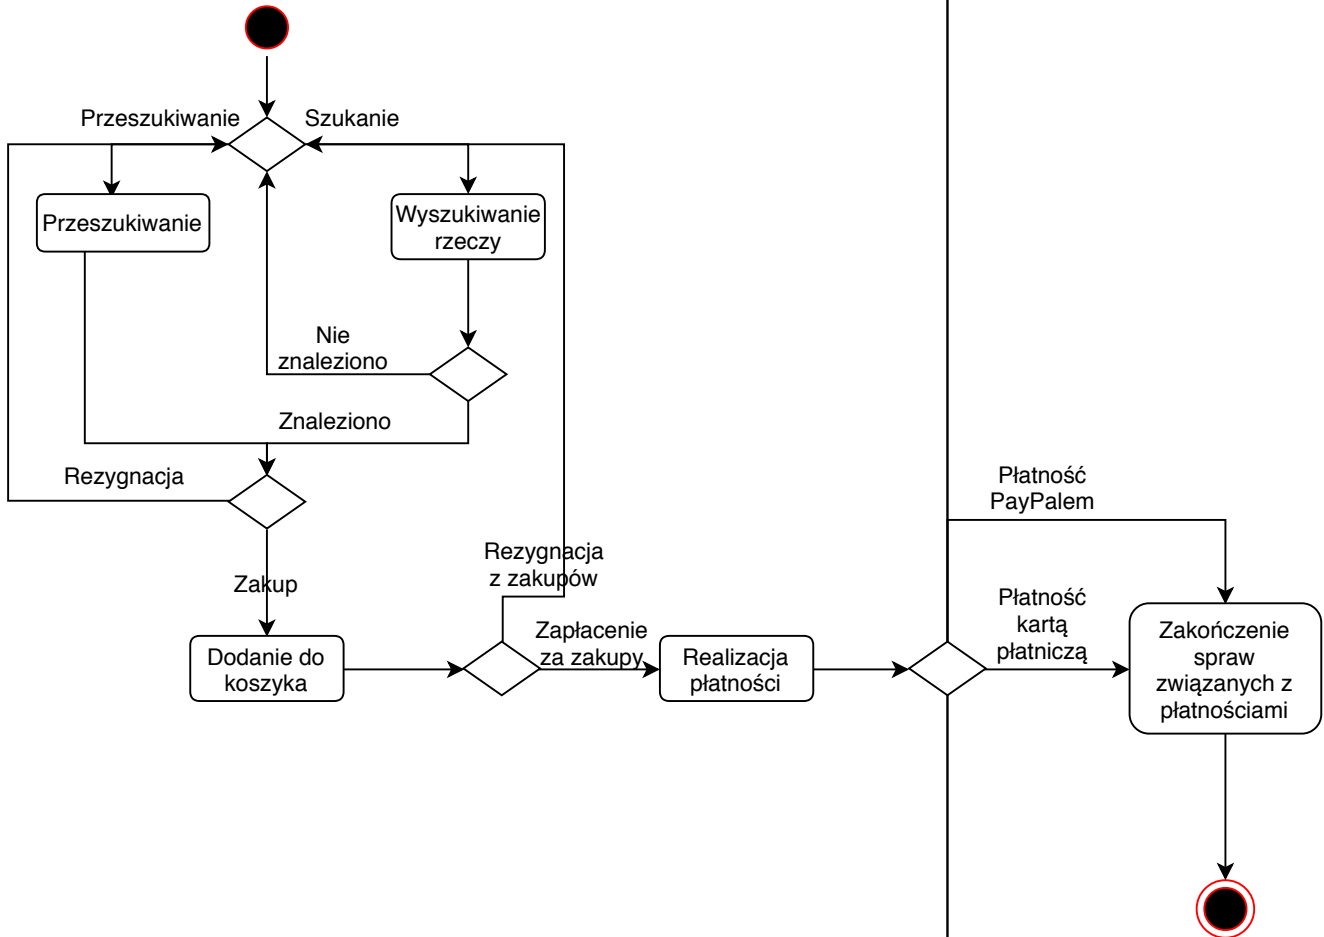 Przeszukiwanie
Szukanie
Przeszukiwanie
Wyszukiwanie
rzeczy
Nie
znaleziono
Znaleziono
Rezygnacja
Zakup
Rezygnacja
z zakupów
Dodanie do
koszyka
Zapłacenie
za zakupy
Realizacja
płatności
Płatność
PayPalem
Płatność
kartą
płatniczą
Zakończenie
spraw
związanych z
płatnościami